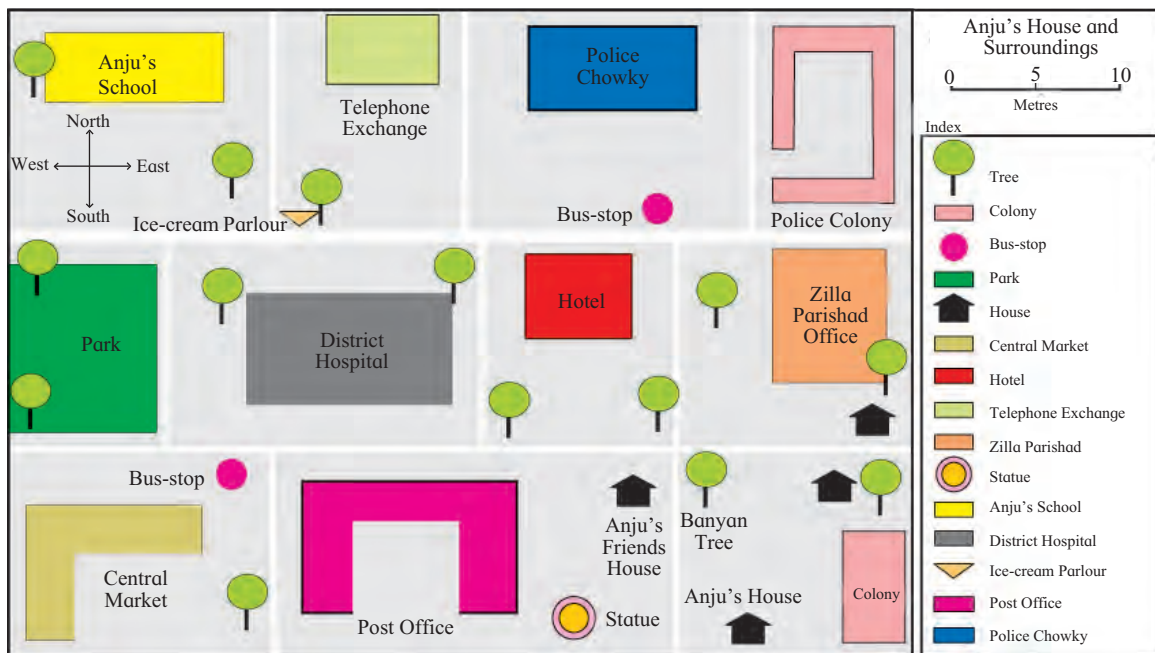 Anju's
School
Telephone
Exchange
Police
Chowky
North
West
East
South
Ice-cream Parlour
Bus-stop
Police Colony
Park
District
Hospital
Hotel
Zilla
Parishad
Office
Bus-stop
Central
Market
Post Office
Anju's
Friends
House
Statue
Banyan
Tree
Anju's House
Colony
Anju's House and
Surroundings
0 5 10
Metres
Index
Tree
Colony
Bus-stop
Park
House
Central Market
Hotel
Telephone Exchange
Zilla Parishad
Statue
Anju's School
District Hospital
Ice-cream Parlour
Post Office
Police Chowky